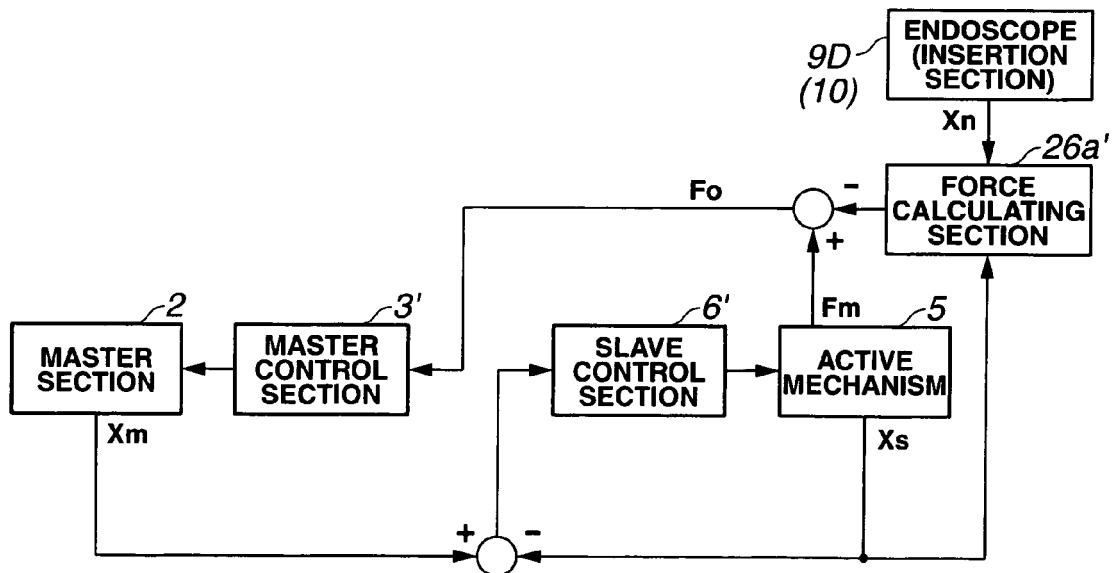 ENDOSCOPE
(INSERTION
SECTION)
9D
(10)
Xn
26a'
FORCE
CALCULATING
SECTION
Fo
-
+
Fm
2
MASTER
SECTION
3'
MASTER
CONTROL
SECTION
6'
SLAVE
CONTROL
SECTION
5
ACTIVE
MECHANISM
Xm
Xs
+
-